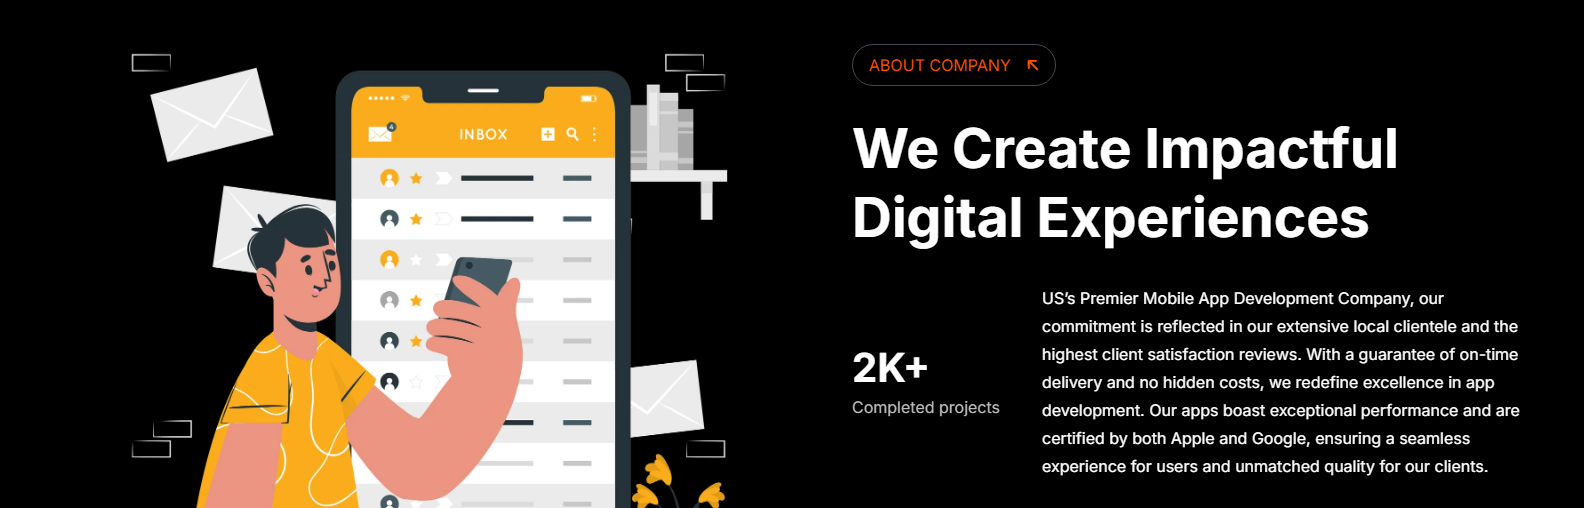 INBOX
4
ABOUT COMPANY
We Create Impactful
Digital Experiences
2K+
Completed projects
US’s Premier Mobile App Development Company, our
commitment is reflected in our extensive local clientele and the
highest client satisfaction reviews. With a guarantee of on-time
delivery and no hidden costs, we redefine excellence in app
development. Our apps boast exceptional performance and are
certified by both Apple and Google, ensuring a seamless
experience for users and unmatched quality for our clients.